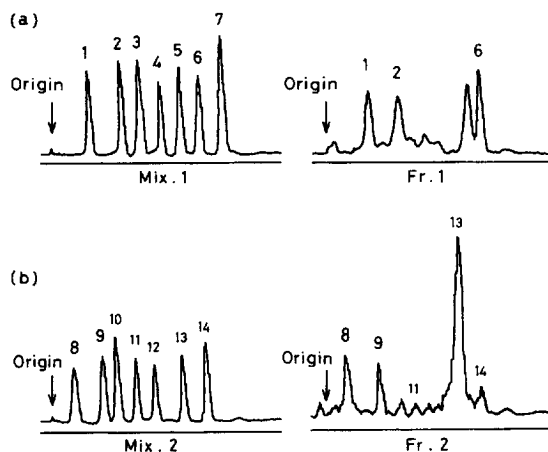 (a)
1 2 3 4 5 6 7
Origin
Mix.1
1 2 6
Origin
Fr.1
(b)
8 9 10 11 12 13 14
Origin
Mix.2
8 9 11 13 14
Origin
Fr.2